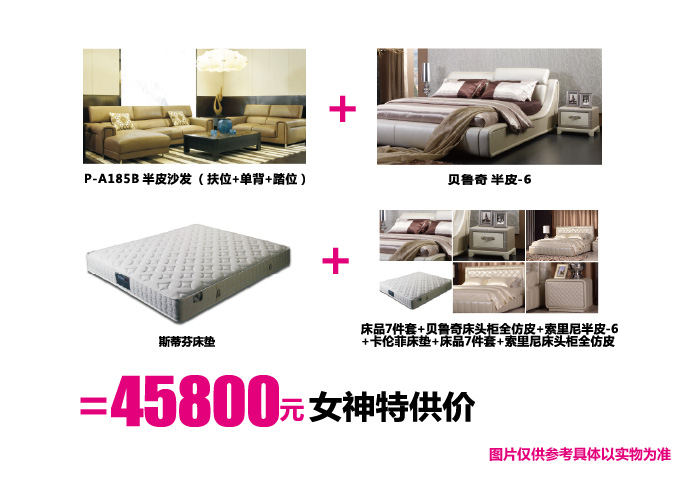 P-A185B 半皮沙发（扶位+单背+踏位）
+
贝鲁奇 半皮-6
斯蒂芬床垫
+
床品7件套+贝鲁奇床头柜全仿皮+索里尼半皮-6
+卡伦菲床垫+床品7件套+索里尼床头柜全仿皮
=45800元 女神特供价
图片仅供参考具体以实物为准